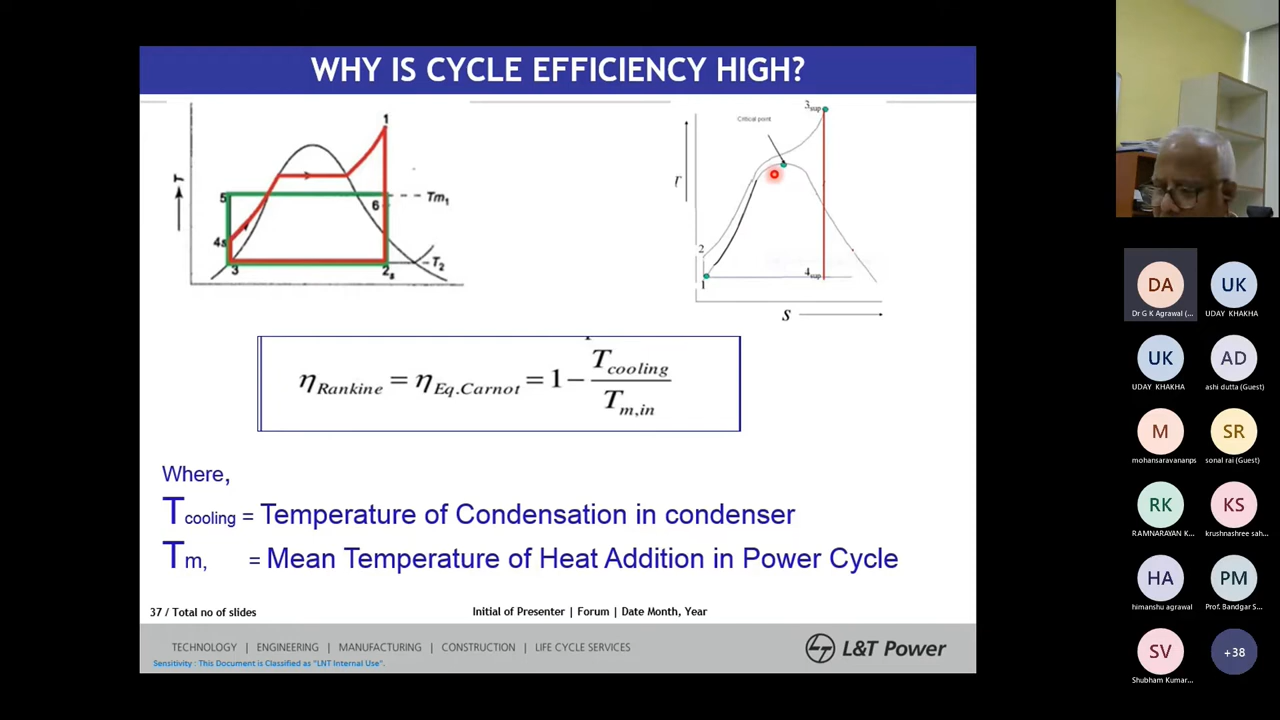 WHY IS CYCLE EFFICIENCY HIGH?
1
T
5
6
Tm1
4s
3
2s
T2
3sup
Critical point
T
2
1
4sup
S
ηRankine = ηEq.Carnot = 1 − Tcooling / Tm,in
Where,
Tcooling = Temperature of Condensation in condenser
Tm, = Mean Temperature of Heat Addition in Power Cycle
37 / Total no of slides
Initial of Presenter | Forum | Date Month, Year
TECHNOLOGY | ENGINEERING | MANUFACTURING | CONSTRUCTION | LIFE CYCLE SERVICES
Sensitivity : This Document is Classified as "LNT Internal Use".
L&T Power
DA
Dr G K Agrawal (...
UK
UDAY KHAKHA
UK
UDAY KHAKHA
AD
ashi dutta (Guest)
M
mohansaravananps
SR
sonal rai (Guest)
RK
RAMNARAYAN K...
KS
krushnashree sah...
HA
himanshu agrawal
PM
Prof. Bandgar S...
SV
Shubham Kumar...
+38